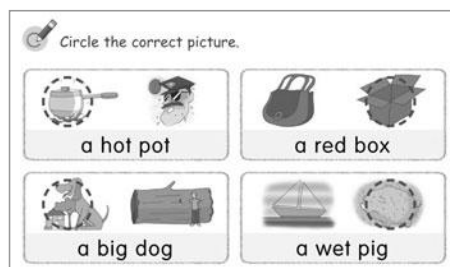 Circle the correct picture.
a hot pot
a red box
a big dog
a wet pig